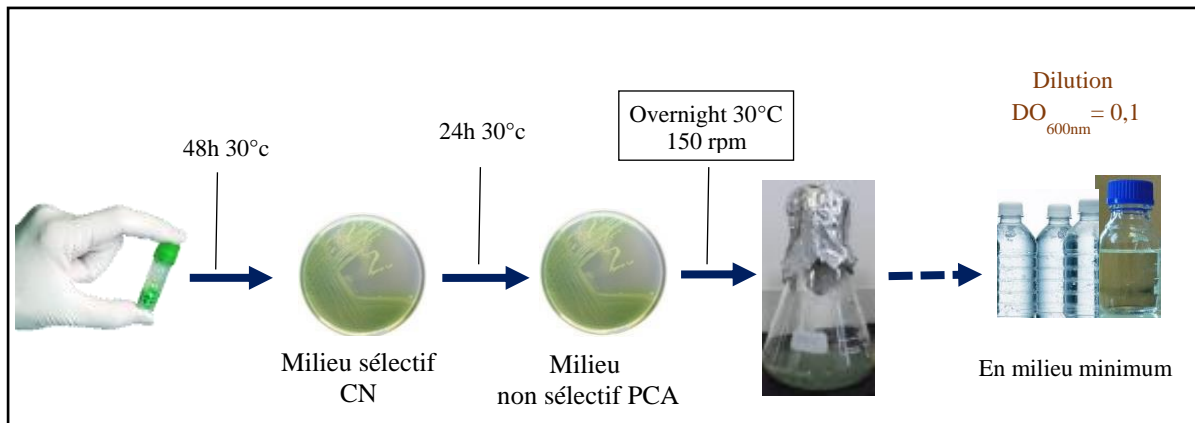 48h 30°c
Milieu sélectif
CN
24h 30°c
Milieu
non sélectif PCA
Overnight 30°C
150 rpm
Dilution
DO600nm= 0,1
En milieu minimum